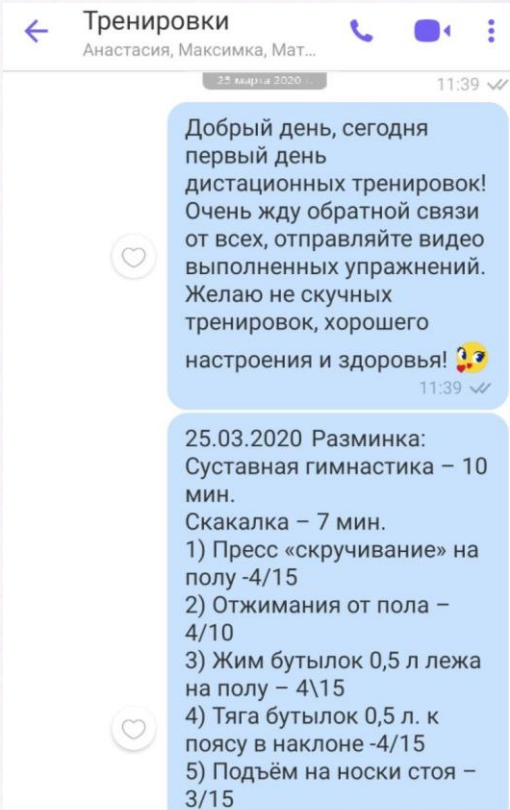 Тренировки
Анастасия, Максимка, Мат...
25 марта 2020 г.
11:39
Добрый день, сегодня
первый день
дистационных тренировок!
Очень жду обратной связи
от всех, отправляйте видео
выполненных упражнений.
Желаю не скучных
тренировок, хорошего
настроения и здоровья!
11:39
25.03.2020 Разминка:
Суставная гимнастика – 10
мин.
Скакалка – 7 мин.
1) Пресс «скручивание» на
полу -4/15
2) Отжимания от пола –
4/10
3) Жим бутылок 0,5 л лежа
на полу – 4\15
4) Тяга бутылок 0,5 л. к
поясу в наклоне -4/15
5) Подъём на носки стоя –
3/15